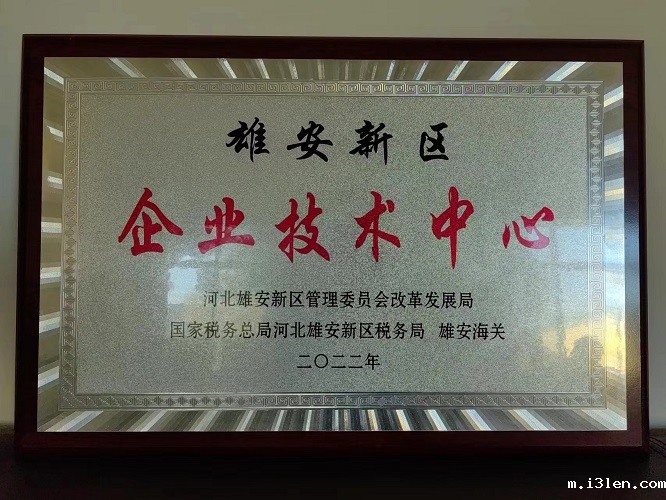 雄安新区
企业技术中心
河北雄安新区管理委员会改革发展局
国家税务总局河北雄安新区税务局 雄安海关
二〇二二年
m.i3len.com